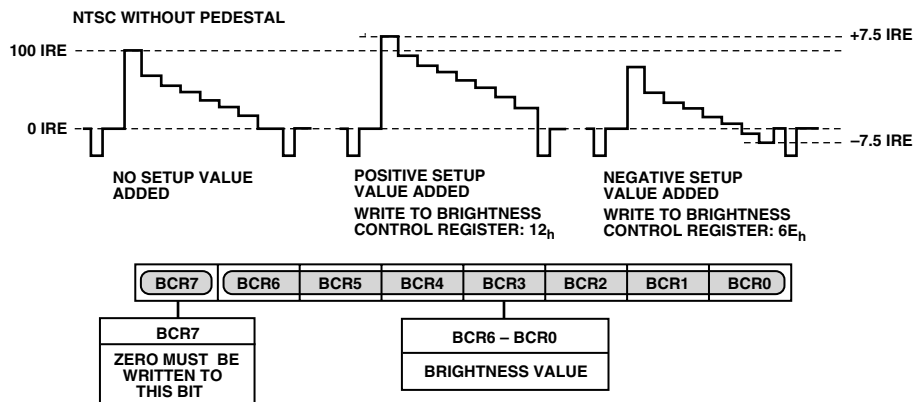 NTSC WITHOUT PEDESTAL
100 IRE
0 IRE
+7.5 IRE
–7.5 IRE
NO SETUP VALUE
ADDED
POSITIVE SETUP
VALUE ADDED
WRITE TO BRIGHTNESS
CONTROL REGISTER: 12h
NEGATIVE SETUP
VALUE ADDED
WRITE TO BRIGHTNESS
CONTROL REGISTER: 6Eh
BCR7 BCR6 BCR5 BCR4 BCR3 BCR2 BCR1 BCR0
BCR7
ZERO MUST BE
WRITTEN TO
THIS BIT
BCR6 – BCR0
BRIGHTNESS VALUE